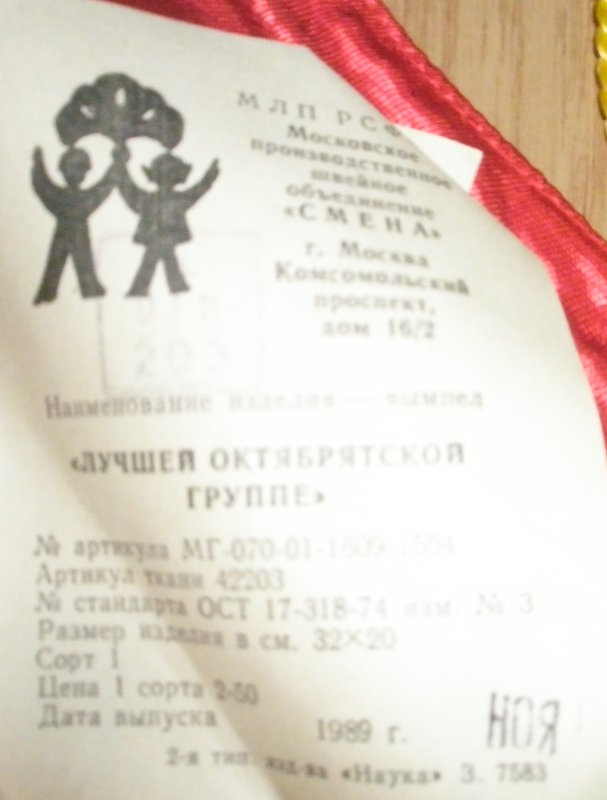 МЛП РСФ
Московское
производственное
швейное
объединение
«СМЕНА»
г. Москва
Комсомольский
проспект,
дом 16/2
ОТК
203
Наименование изделия — вымпел
«ЛУЧШЕЙ ОКТЯБРЯТСКОЙ
ГРУППЕ»
№ артикула МГ-070-01-1609-1504
Артикул ткани 42203
№ стандарта ОСТ 17-318-74 изм. № 3
Размер изделия в см. 32×20
Сорт 1
Цена 1 сорта 2-50
Дата выпуска 1989 г. НОЯ
2-я тип. изд-ва «Наука» З. 7583